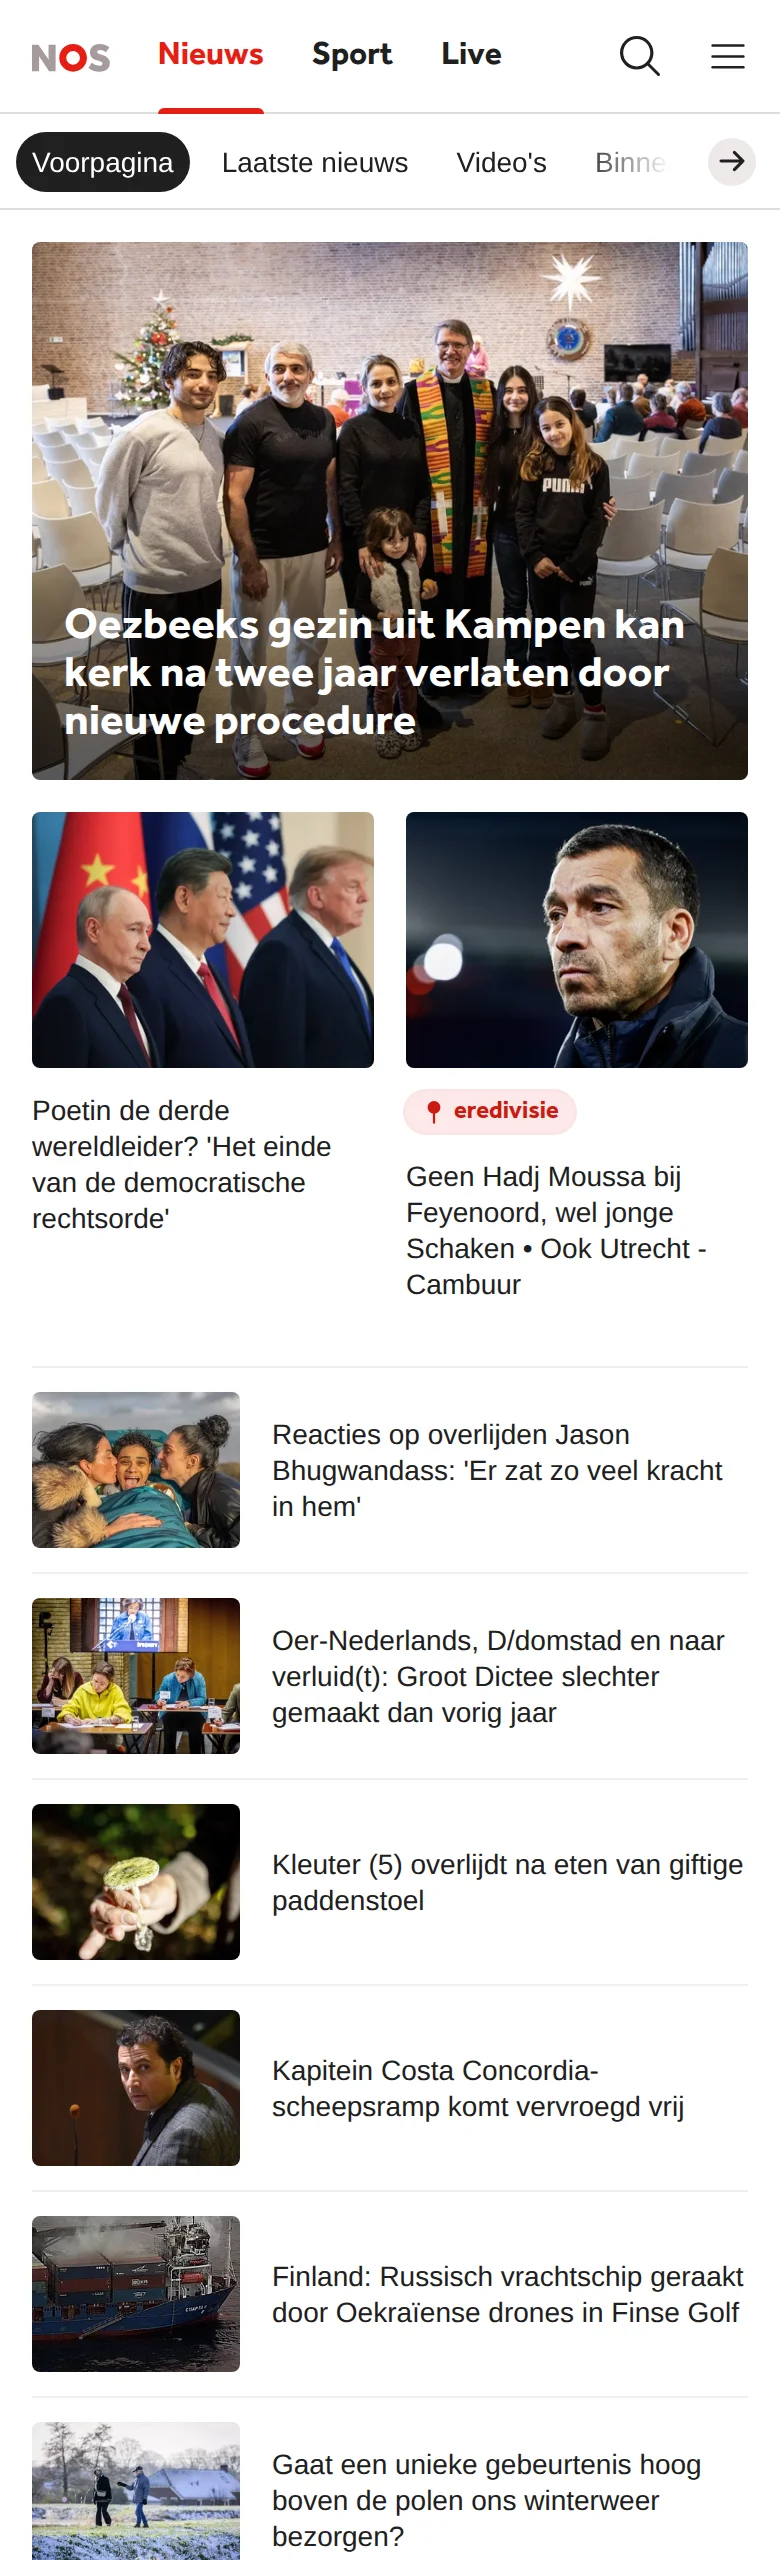 NOS
Nieuws
Sport
Live
Voorpagina
Laatste nieuws
Video's
Binne
PUMA
Oezbeeks gezin uit Kampen kan
kerk na twee jaar verlaten door
nieuwe procedure
Poetin de derde
wereldleider? 'Het einde
van de democratische
rechtsorde'
eredivisie
Geen Hadj Moussa bij
Feyenoord, wel jonge
Schaken • Ook Utrecht -
Cambuur
Reacties op overlijden Jason
Bhugwandass: 'Er zat zo veel kracht
in hem'
Oer-Nederlands, D/domstad en naar
verluid(t): Groot Dictee slechter
gemaakt dan vorig jaar
Kleuter (5) overlijdt na eten van giftige
paddenstoel
Kapitein Costa Concordia-
scheepsramp komt vervroegd vrij
Finland: Russisch vrachtschip geraakt
door Oekraïense drones in Finse Golf
Gaat een unieke gebeurtenis hoog
boven de polen ons winterweer
bezorgen?